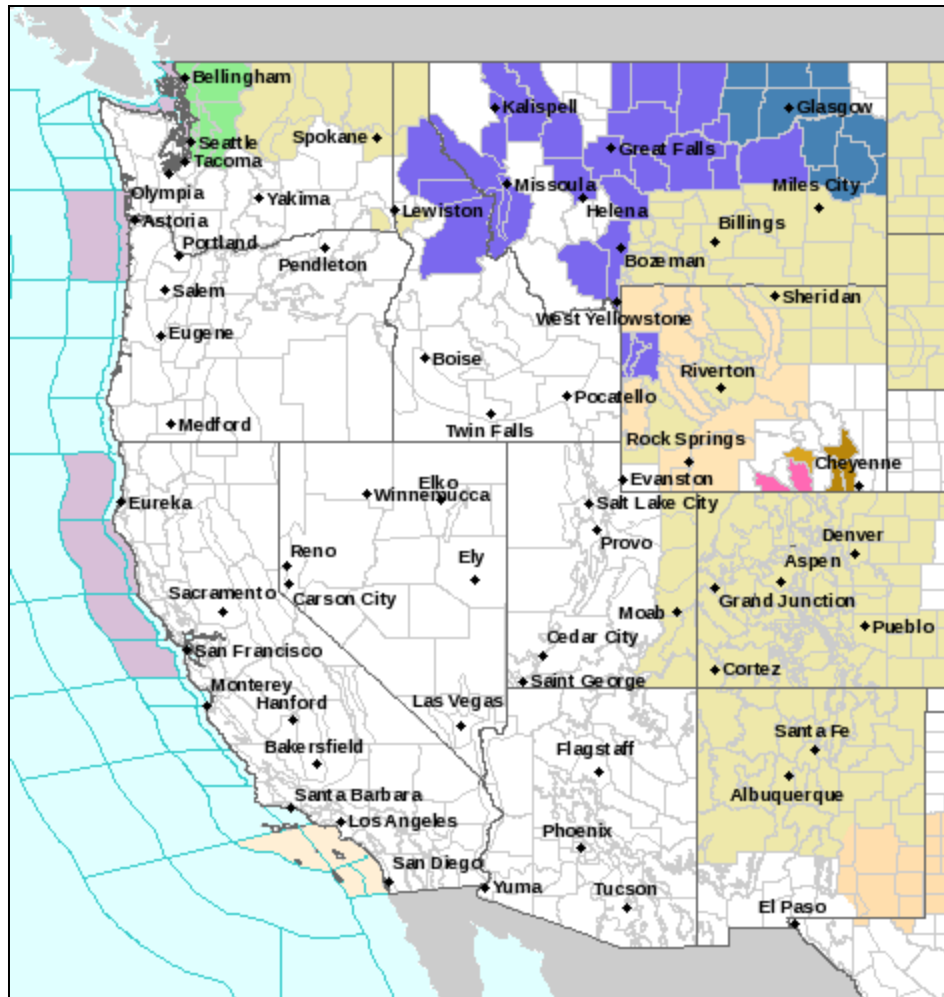 Bellingham
Kalispell
Glasgow
Spokane
Seattle
Great Falls
Tacoma
Missoula
Miles City
Olympia
Yakima
Lewiston
Helena
Astoria
Billings
Portland
Pendleton
Bozeman
Salem
Sheridan
West Yellowstone
Eugene
Boise
Riverton
Pocatello
Medford
Twin Falls
Rock Springs
Cheyenne
Elko
Evanston
Winnemucca
Eureka
Salt Lake City
Denver
Provo
Reno
Ely
Aspen
Sacramento
Carson City
Grand Junction
Moab
Pueblo
Cedar City
San Francisco
Cortez
Saint George
Monterey
Hanford
Las Vegas
Santa Fe
Bakersfield
Flagstaff
Albuquerque
Santa Barbara
Los Angeles
Phoenix
San Diego
Yuma
Tucson
El Paso